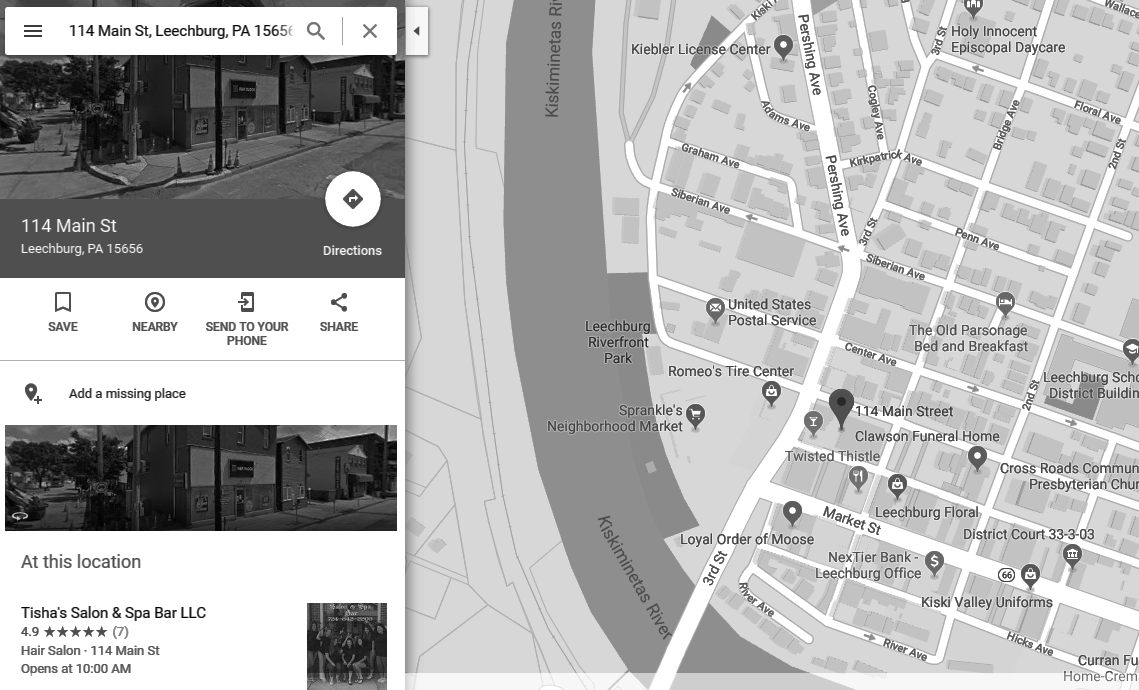 114 Main St, Leechburg, PA 15656
114 Main St
Leechburg, PA 15656
Directions
SAVE
NEARBY
SEND TO YOUR
PHONE
SHARE
Add a missing place
At this location
Tisha's Salon & Spa Bar LLC
4.9 ★★★★★ (7)
Hair Salon · 114 Main St
Opens at 10:00 AM
Salon & Spa
Bar
Kiskiminetas Ri
Kiski
Pershing Ave
3rd St
Holy Innocent
Episcopal Daycare
Wallace
Kiebler License Center
Adams Ave
Cogley Ave
Bridge Ave
Floral Ave
2nd St
Graham Ave
Pershing Ave
Kirkpatrick Ave
Siberian Ave
3rd St
Penn Ave
Siberian Ave
United States
Postal Service
The Old Parsonage
Bed and Breakfast
Leechburg
Riverfront
Park
Center Ave
Romeo's Tire Center
2nd St
Leechburg Scho
District Buildin
Sprankle's
Neighborhood Market
114 Main Street
Clawson Funeral Home
Twisted Thistle
Cross Roads Commun
Presbyterian Chur
Leechburg Floral
Market St
Loyal Order of Moose
District Court 33-3-03
NexTier Bank -
Leechburg Office
66
Kiskiminetas River
3rd St
River Ave
Kiski Valley Uniforms
River Ave
Hicks Ave
Curran Fu
Home-Crem